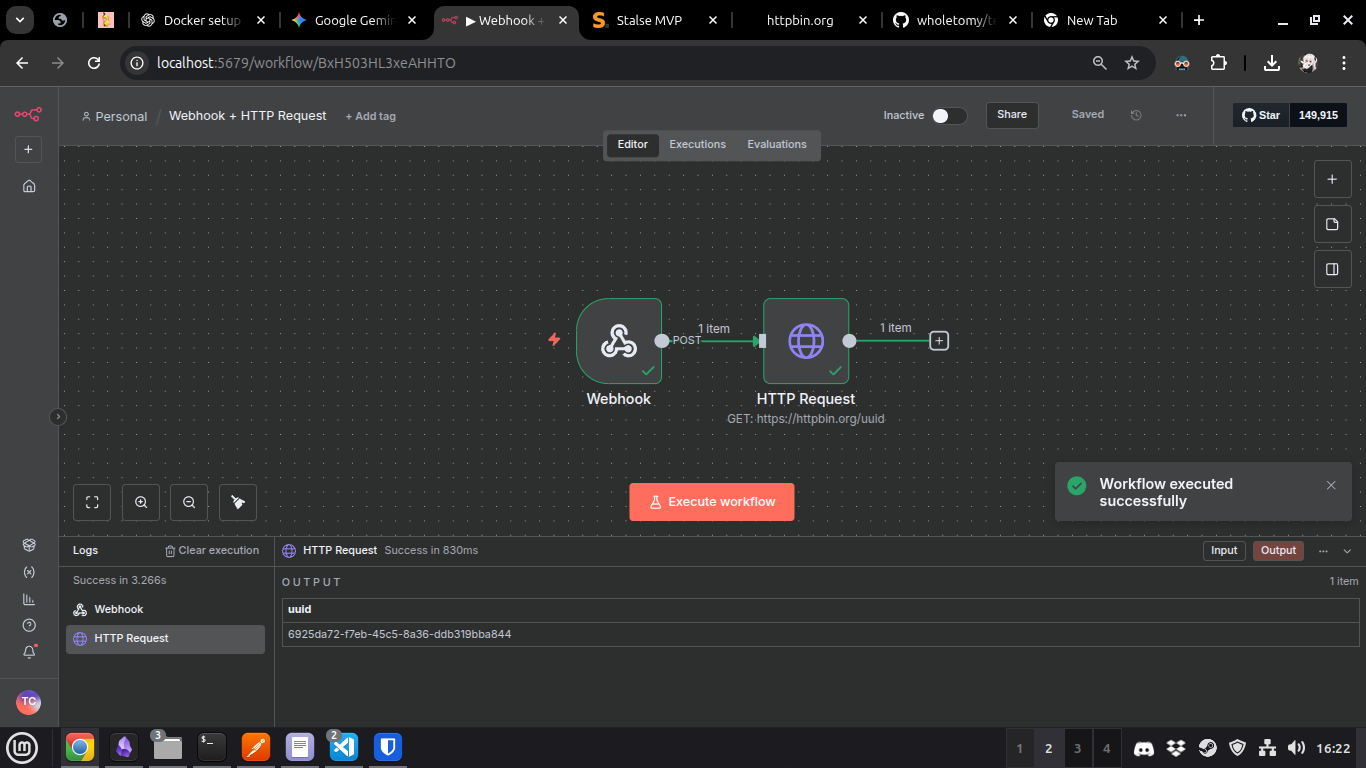 Docker setup
Google Gemir
▶ Webhook +
Stalse MVP
httpbin.org
wholetomy/t
New Tab
localhost:5679/workflow/BxH503HL3xeAHHTO
Personal / Webhook + HTTP Request + Add tag
Inactive
Share
Saved
Star 149,915
Editor Executions Evaluations
1 item
1 item
POST
Webhook
HTTP Request
GET: https://httpbin.org/uuid
Execute workflow
Workflow executed
successfully
Logs
Clear execution
HTTP Request Success in 830ms
Input
Output
Success in 3.266s
OUTPUT
1 item
Webhook
uuid
HTTP Request
6925da72-f7eb-45c5-8a36-ddb319bba844
TC
3
$_
2
1 2 3 4
16:22